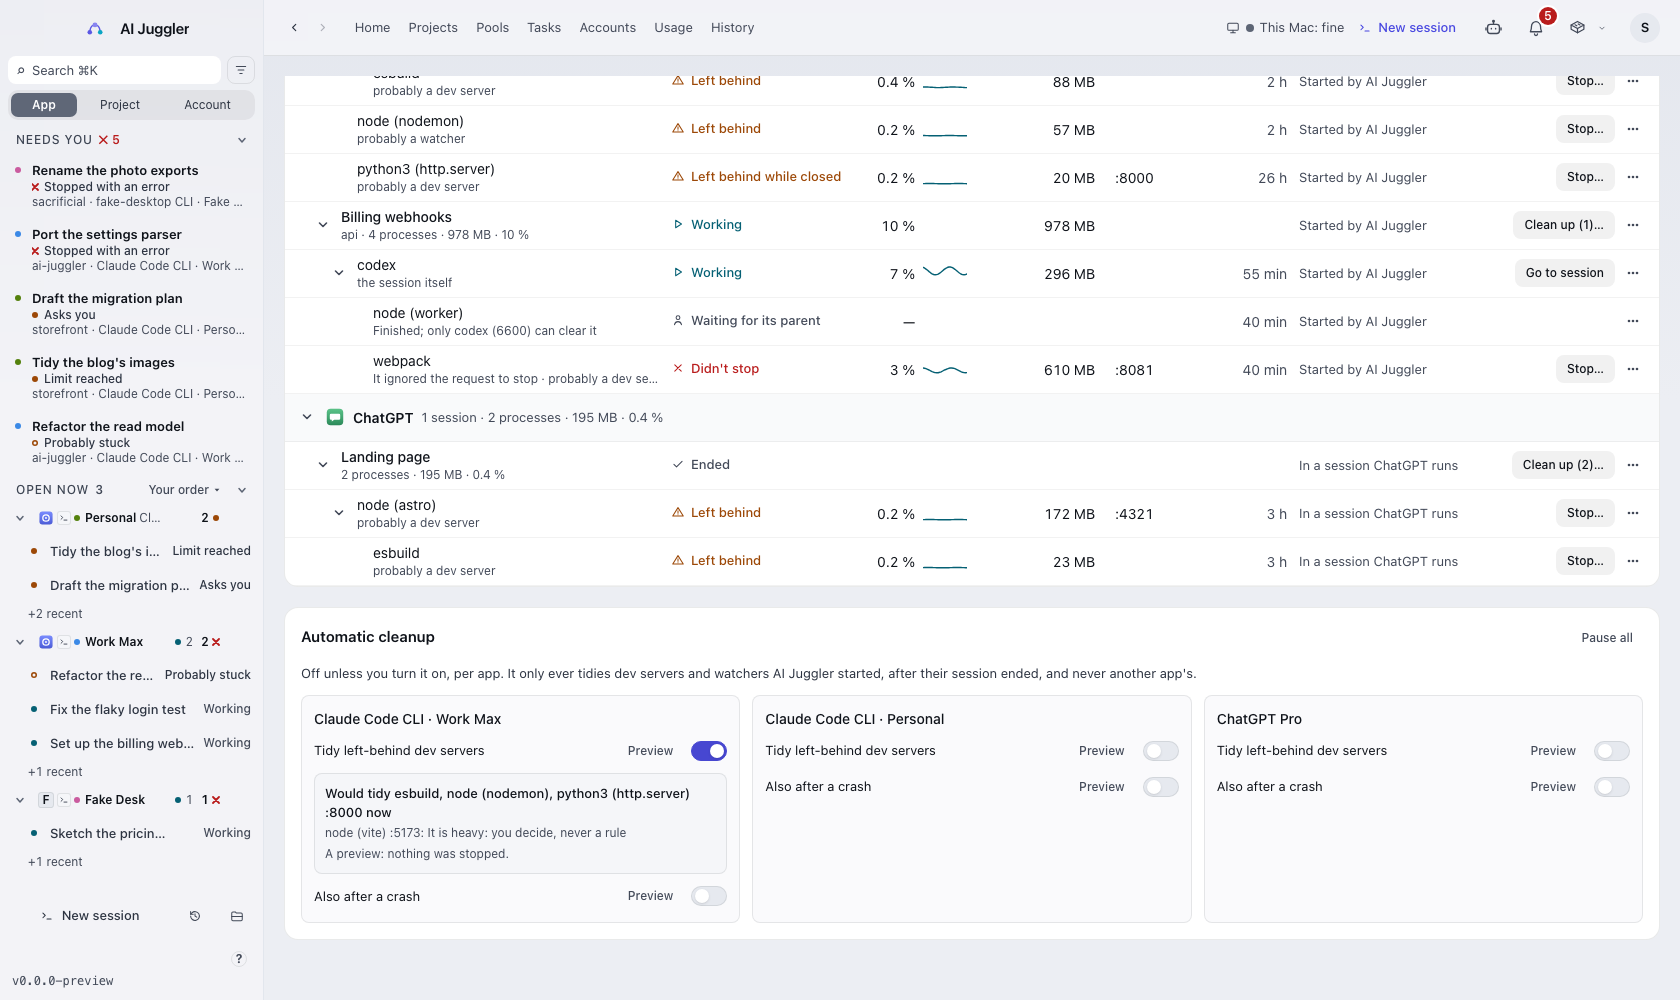 AI Juggler
Search ⌘K
App
Project
Account
NEEDS YOU
5
Rename the photo exports
Stopped with an error
sacrificial · fake-desktop CLI · Fake ...
Port the settings parser
Stopped with an error
ai-juggler · Claude Code CLI · Work ...
Draft the migration plan
Asks you
storefront · Claude Code CLI · Perso...
Tidy the blog's images
Limit reached
storefront · Claude Code CLI · Perso...
Refactor the read model
Probably stuck
ai-juggler · Claude Code CLI · Work ...
OPEN NOW 3
Your order
Personal Cl...
2
Tidy the blog's i...
Limit reached
Draft the migration p...
Asks you
+2 recent
Work Max
2
2
Refactor the re...
Probably stuck
Fix the flaky login test
Working
Set up the billing web...
Working
+1 recent
F
Fake Desk
1
1
Sketch the pricin...
Working
+1 recent
New session
?
v0.0.0-preview
Home
Projects
Pools
Tasks
Accounts
Usage
History
This Mac: fine
New session
5
S
esbuild
probably a dev server
Left behind
0.4 %
88 MB
2 h
Started by AI Juggler
Stop...
node (nodemon)
probably a watcher
Left behind
0.2 %
57 MB
2 h
Started by AI Juggler
Stop...
python3 (http.server)
probably a dev server
Left behind while closed
0.2 %
20 MB
:8000
26 h
Started by AI Juggler
Stop...
Billing webhooks
api · 4 processes · 978 MB · 10 %
Working
10 %
978 MB
Started by AI Juggler
Clean up (1)...
codex
the session itself
Working
7 %
296 MB
55 min
Started by AI Juggler
Go to session
node (worker)
Finished; only codex (6600) can clear it
Waiting for its parent
—
40 min
Started by AI Juggler
webpack
It ignored the request to stop · probably a dev se...
Didn't stop
3 %
610 MB
:8081
40 min
Started by AI Juggler
Stop...
ChatGPT
1 session · 2 processes · 195 MB · 0.4 %
Landing page
2 processes · 195 MB · 0.4 %
Ended
In a session ChatGPT runs
Clean up (2)...
node (astro)
probably a dev server
Left behind
0.2 %
172 MB
:4321
3 h
In a session ChatGPT runs
Stop...
esbuild
probably a dev server
Left behind
0.2 %
23 MB
3 h
In a session ChatGPT runs
Stop...
Automatic cleanup
Pause all
Off unless you turn it on, per app. It only ever tidies dev servers and watchers AI Juggler started, after their session ended, and never another app's.
Claude Code CLI · Work Max
Tidy left-behind dev servers
Preview
Would tidy esbuild, node (nodemon), python3 (http.server)
:8000 now
node (vite) :5173: It is heavy: you decide, never a rule
A preview: nothing was stopped.
Also after a crash
Preview
Claude Code CLI · Personal
Tidy left-behind dev servers
Preview
Also after a crash
Preview
ChatGPT Pro
Tidy left-behind dev servers
Preview
Also after a crash
Preview